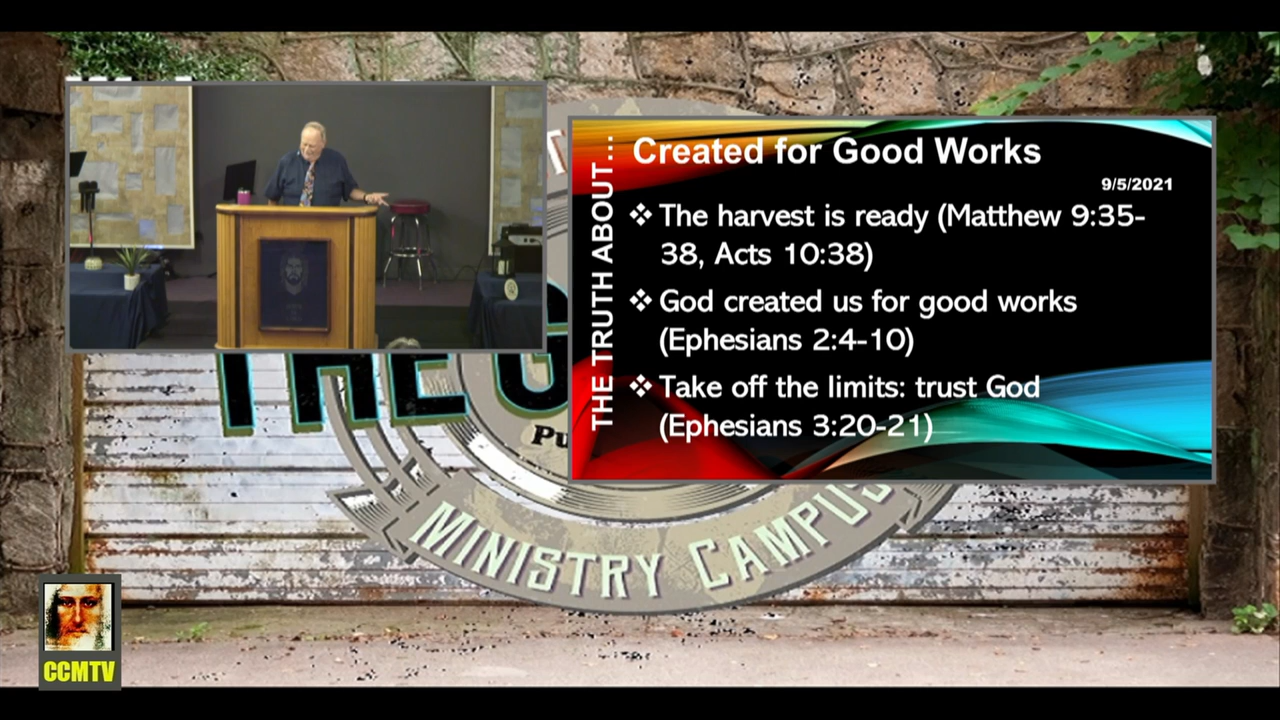 THE TRUTH ABOUT...
Created for Good Works
9/5/2021
❖ The harvest is ready (Matthew 9:35-
38, Acts 10:38)
❖ God created us for good works
(Ephesians 2:4-10)
❖ Take off the limits: trust God
(Ephesians 3:20-21)
THE G
MINISTRY CAMPUS
CCMTV